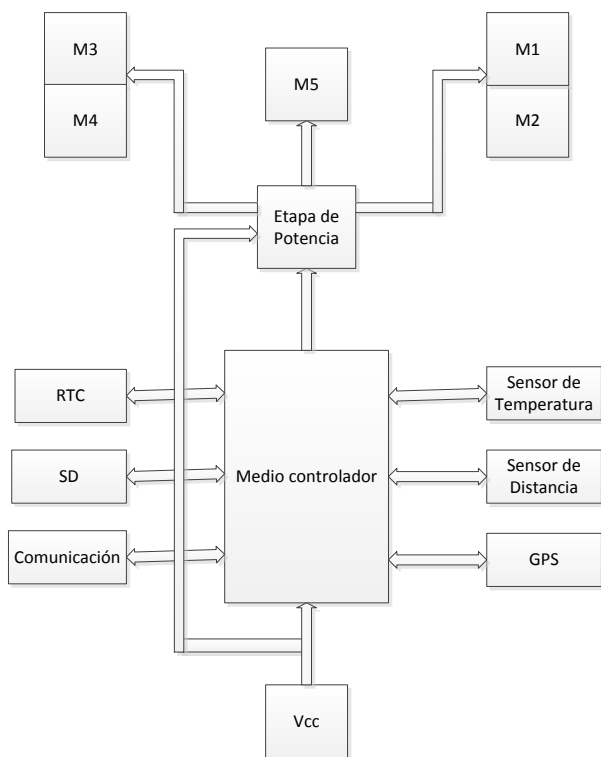 M3
M4
M5
M1
M2
Etapa de
Potencia
RTC
SD
Comunicación
Medio controlador
Sensor de
Temperatura
Sensor de
Distancia
GPS
Vcc